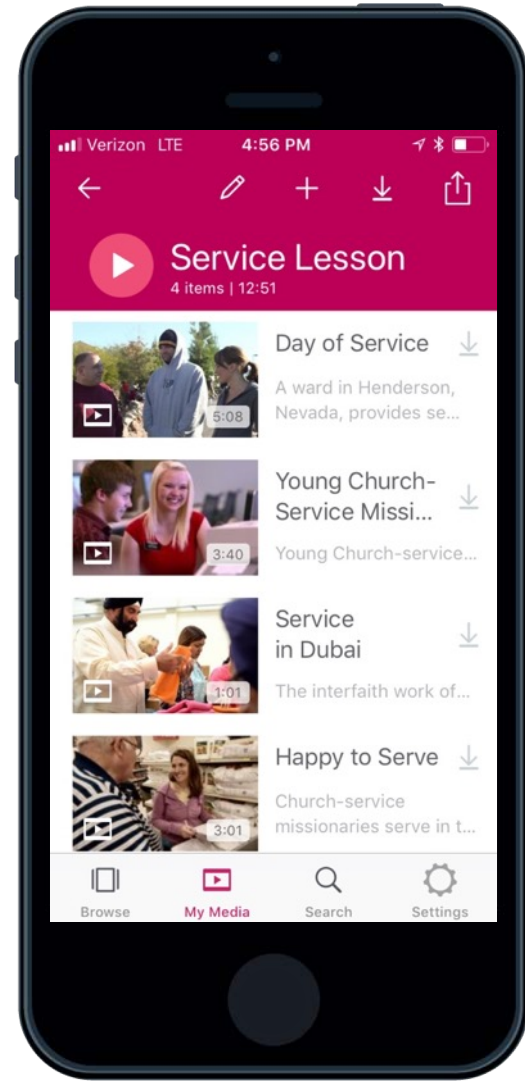 Verizon LTE 4:56 PM
Service Lesson
4 items | 12:51
Day of Service
A ward in Henderson,
Nevada, provides se...
5:08
Young Church-
Service Missi...
Young Church-service...
3:40
Service
in Dubai
The interfaith work of...
1:01
Happy to Serve
Church-service
missionaries serve in t...
3:01
Browse My Media Search Settings